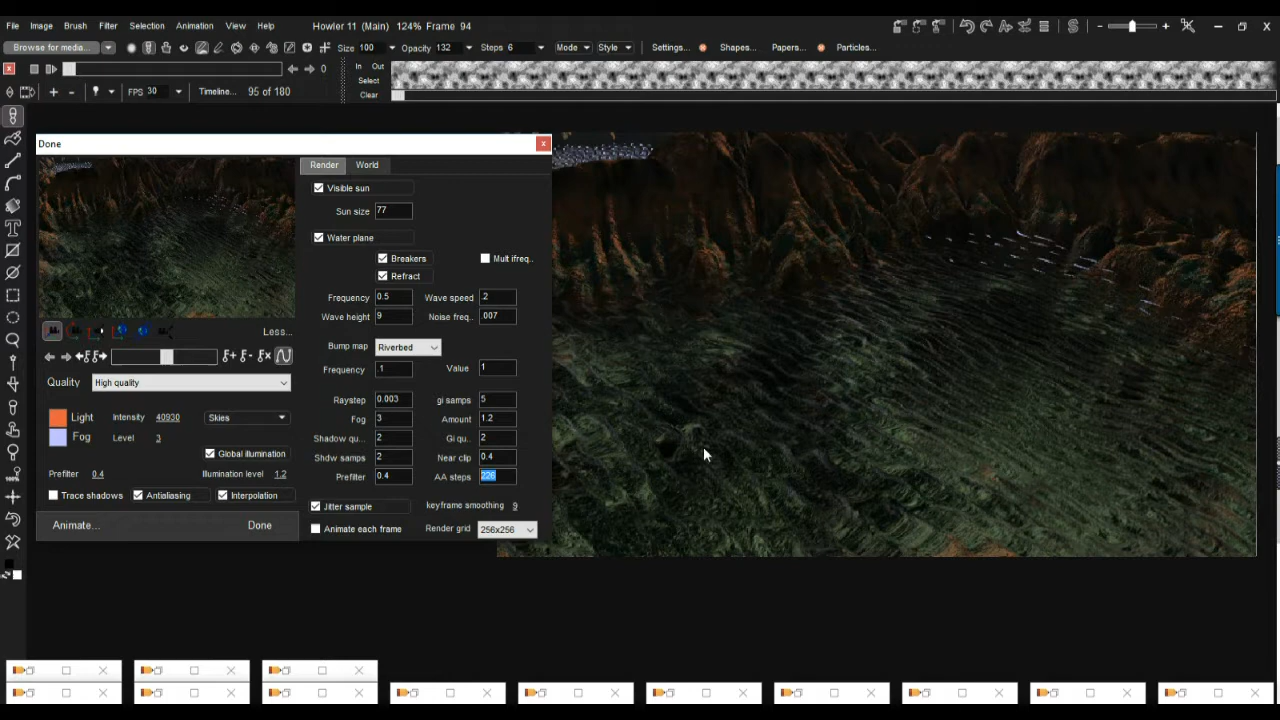 File Image Brush Filter Selection Animation View Help Howler 11 (Main) 124% Frame 94
Browse for media... Size 100 Opacity 132 Steps 6 Mode Style Settings... Shapes... Papers... Particles...
0 In Out
Select
FPS 30 Timeline... 95 of 180 Clear
Done
Render World
Visible sun
Sun size 77
Water plane
Breakers Mult ifreq..
Refract
Frequency 0.5 Wave speed .2
Wave height 9 Noise freq.. .007
Less...
Bump map Riverbed
Frequency .1 Value 1
Quality High quality
Raystep 0.003 gi samps 5
Light Intensity 40930 Skies Fog 3 Amount 1.2
Fog Level 3 Shadow qu... 2 Gi qu.. 2
Global illumination Shdw samps 2 Near clip 0.4
Prefilter 0.4 Illumination level 1.2 Prefilter 0.4 AA steps
Trace shadows Antialiasing Interpolation Jitter sample keyframe smoothing 9
Animate... Done Animate each frame Render grid 256x256